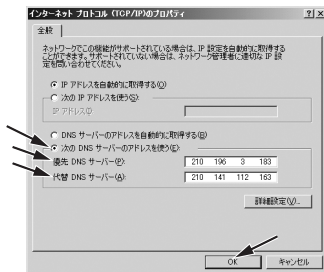 インターネット プロトコル (TCP/IP)のプロパティ
? ×
全般
ネットワークでこの機能がサポートされている場合は、IP 設定を自動的に取得する
ことができます。サポートされていない場合は、ネットワーク管理者に適切な IP 設
定を問い合わせてください。
IP アドレスを自動的に取得する(O)
次の IP アドレスを使う(S):
IP アドレス(I):
DNS サーバーのアドレスを自動的に取得する(B)
次の DNS サーバーのアドレスを使う(E):
優先 DNS サーバー(P): 210 196 3 183
代替 DNS サーバー(A): 210 141 112 163
詳細設定(V)...
OK キャンセル